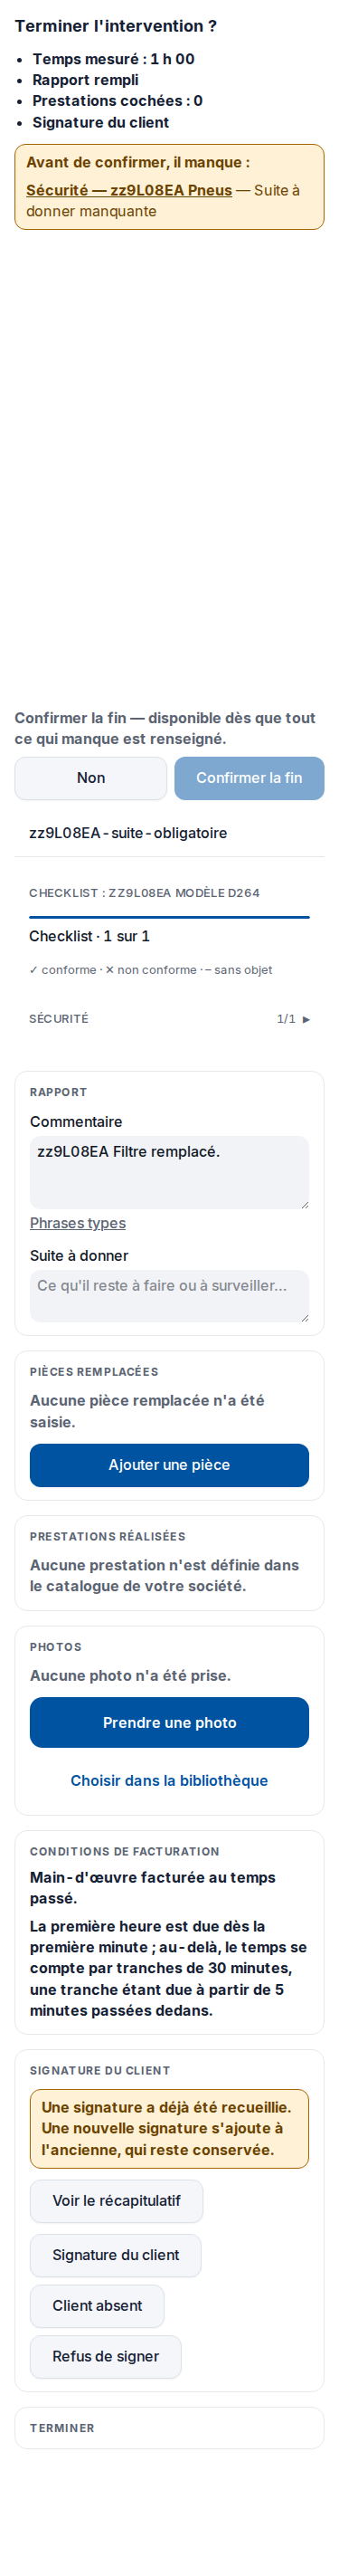 Terminer l'intervention ?
• Temps mesuré : 1 h 00
• Rapport rempli
• Prestations cochées : 0
• Signature du client
Avant de confirmer, il manque :
Sécurité — zz9L08EA Pneus — Suite à
donner manquante
Confirmer la fin — disponible dès que tout
ce qui manque est renseigné.
Non
Confirmer la fin
zz9L08EA-suite-obligatoire
CHECKLIST : ZZ9L08EA MODÈLE D264
Checklist · 1 sur 1
✓ conforme · ✕ non conforme · – sans objet
SÉCURITÉ 1/1 ▸
RAPPORT
Commentaire
zz9L08EA Filtre remplacé.
Phrases types
Suite à donner
Ce qu'il reste à faire ou à surveiller…
PIÈCES REMPLACÉES
Aucune pièce remplacée n'a été
saisie.
Ajouter une pièce
PRESTATIONS RÉALISÉES
Aucune prestation n'est définie dans
le catalogue de votre société.
PHOTOS
Aucune photo n'a été prise.
Prendre une photo
Choisir dans la bibliothèque
CONDITIONS DE FACTURATION
Main-d'œuvre facturée au temps
passé.
La première heure est due dès la
première minute ; au-delà, le temps se
compte par tranches de 30 minutes,
une tranche étant due à partir de 5
minutes passées dedans.
SIGNATURE DU CLIENT
Une signature a déjà été recueillie.
Une nouvelle signature s'ajoute à
l'ancienne, qui reste conservée.
Voir le récapitulatif
Signature du client
Client absent
Refus de signer
TERMINER